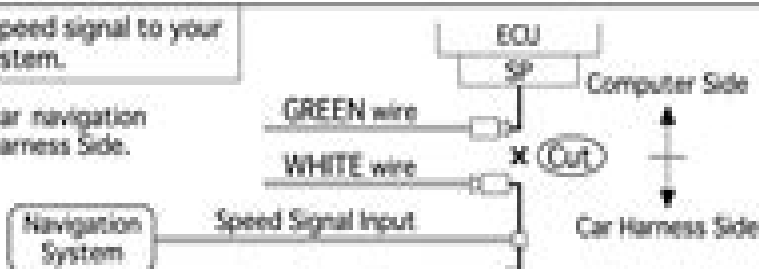 peed signal to your
stem.
ar navigation
arness Side.
ECU
SP
Computer Side
GREEN wire
x Cut
WHITE wire
Speed Signal Input
Car Harness Side
Navigation
System